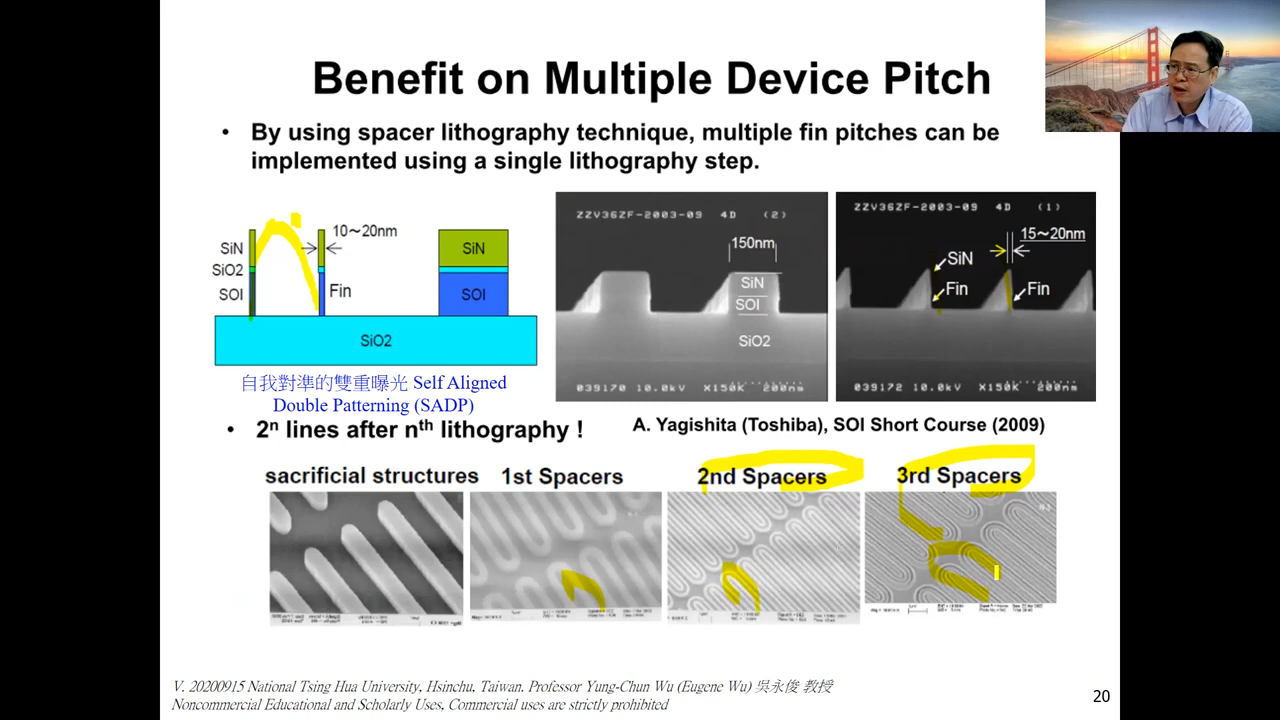 Benefit on Multiple Device Pitch
• By using spacer lithography technique, multiple fin pitches can be
implemented using a single lithography step.
SiN
SiO2
SOI
10~20nm
Fin
SiN
SOI
SiO2
自我對準的雙重曝光 Self Aligned
Double Patterning (SADP)
ZZV36ZF-2003-09 4D (2)
150nm
SiN
SOI
SiO2
039170 10.0kV X150K 200nm
ZZV36ZF-2003-09 4D (1)
15~20nm
SiN
Fin
Fin
039172 10.0kV X150K 200nm
• 2ⁿ lines after nᵗʰ lithography !
A. Yagishita (Toshiba), SOI Short Course (2009)
sacrificial structures
1st Spacers
2nd Spacers
3rd Spacers
V. 20200915 National Tsing Hua University, Hsinchu, Taiwan. Professor Yung-Chun Wu (Eugene Wu) 吳永俊 教授
Noncommercial Educational and Scholarly Uses, Commercial uses are strictly prohibited
20